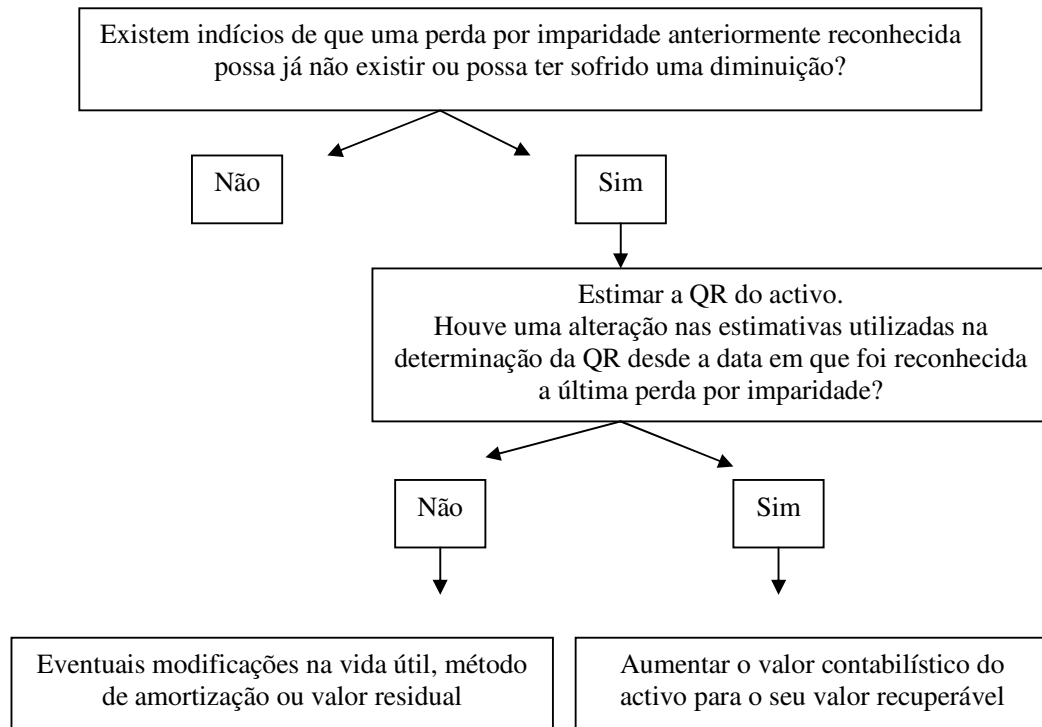 Existem indícios de que uma perda por imparidade anteriormente reconhecida
possa já não existir ou possa ter sofrido uma diminuição?
Não
Sim
Estimar a QR do activo.
Houve uma alteração nas estimativas utilizadas na
determinação da QR desde a data em que foi reconhecida
a última perda por imparidade?
Não
Sim
Eventuais modificações na vida útil, método
de amortização ou valor residual
Aumentar o valor contabilístico do
activo para o seu valor recuperável